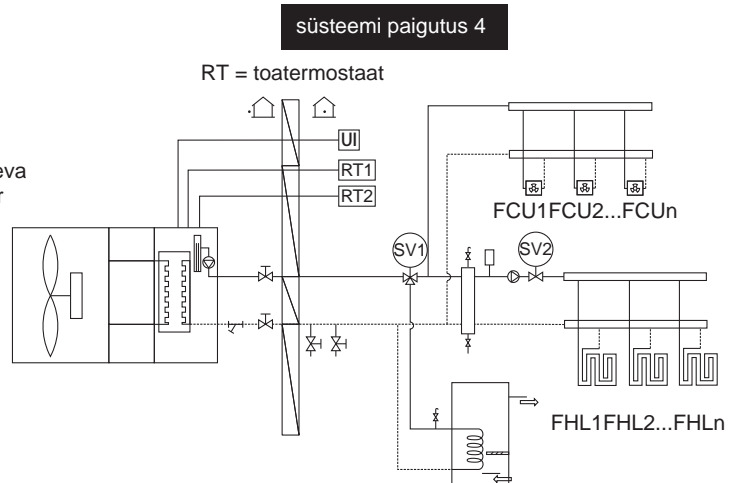 süsteemi paigutus 4
RT = toatermostaat
eva
r
UI
RT1
RT2
FCU1FCU2...FCUn
SV1
SV2
FHL1FHL2...FHLn